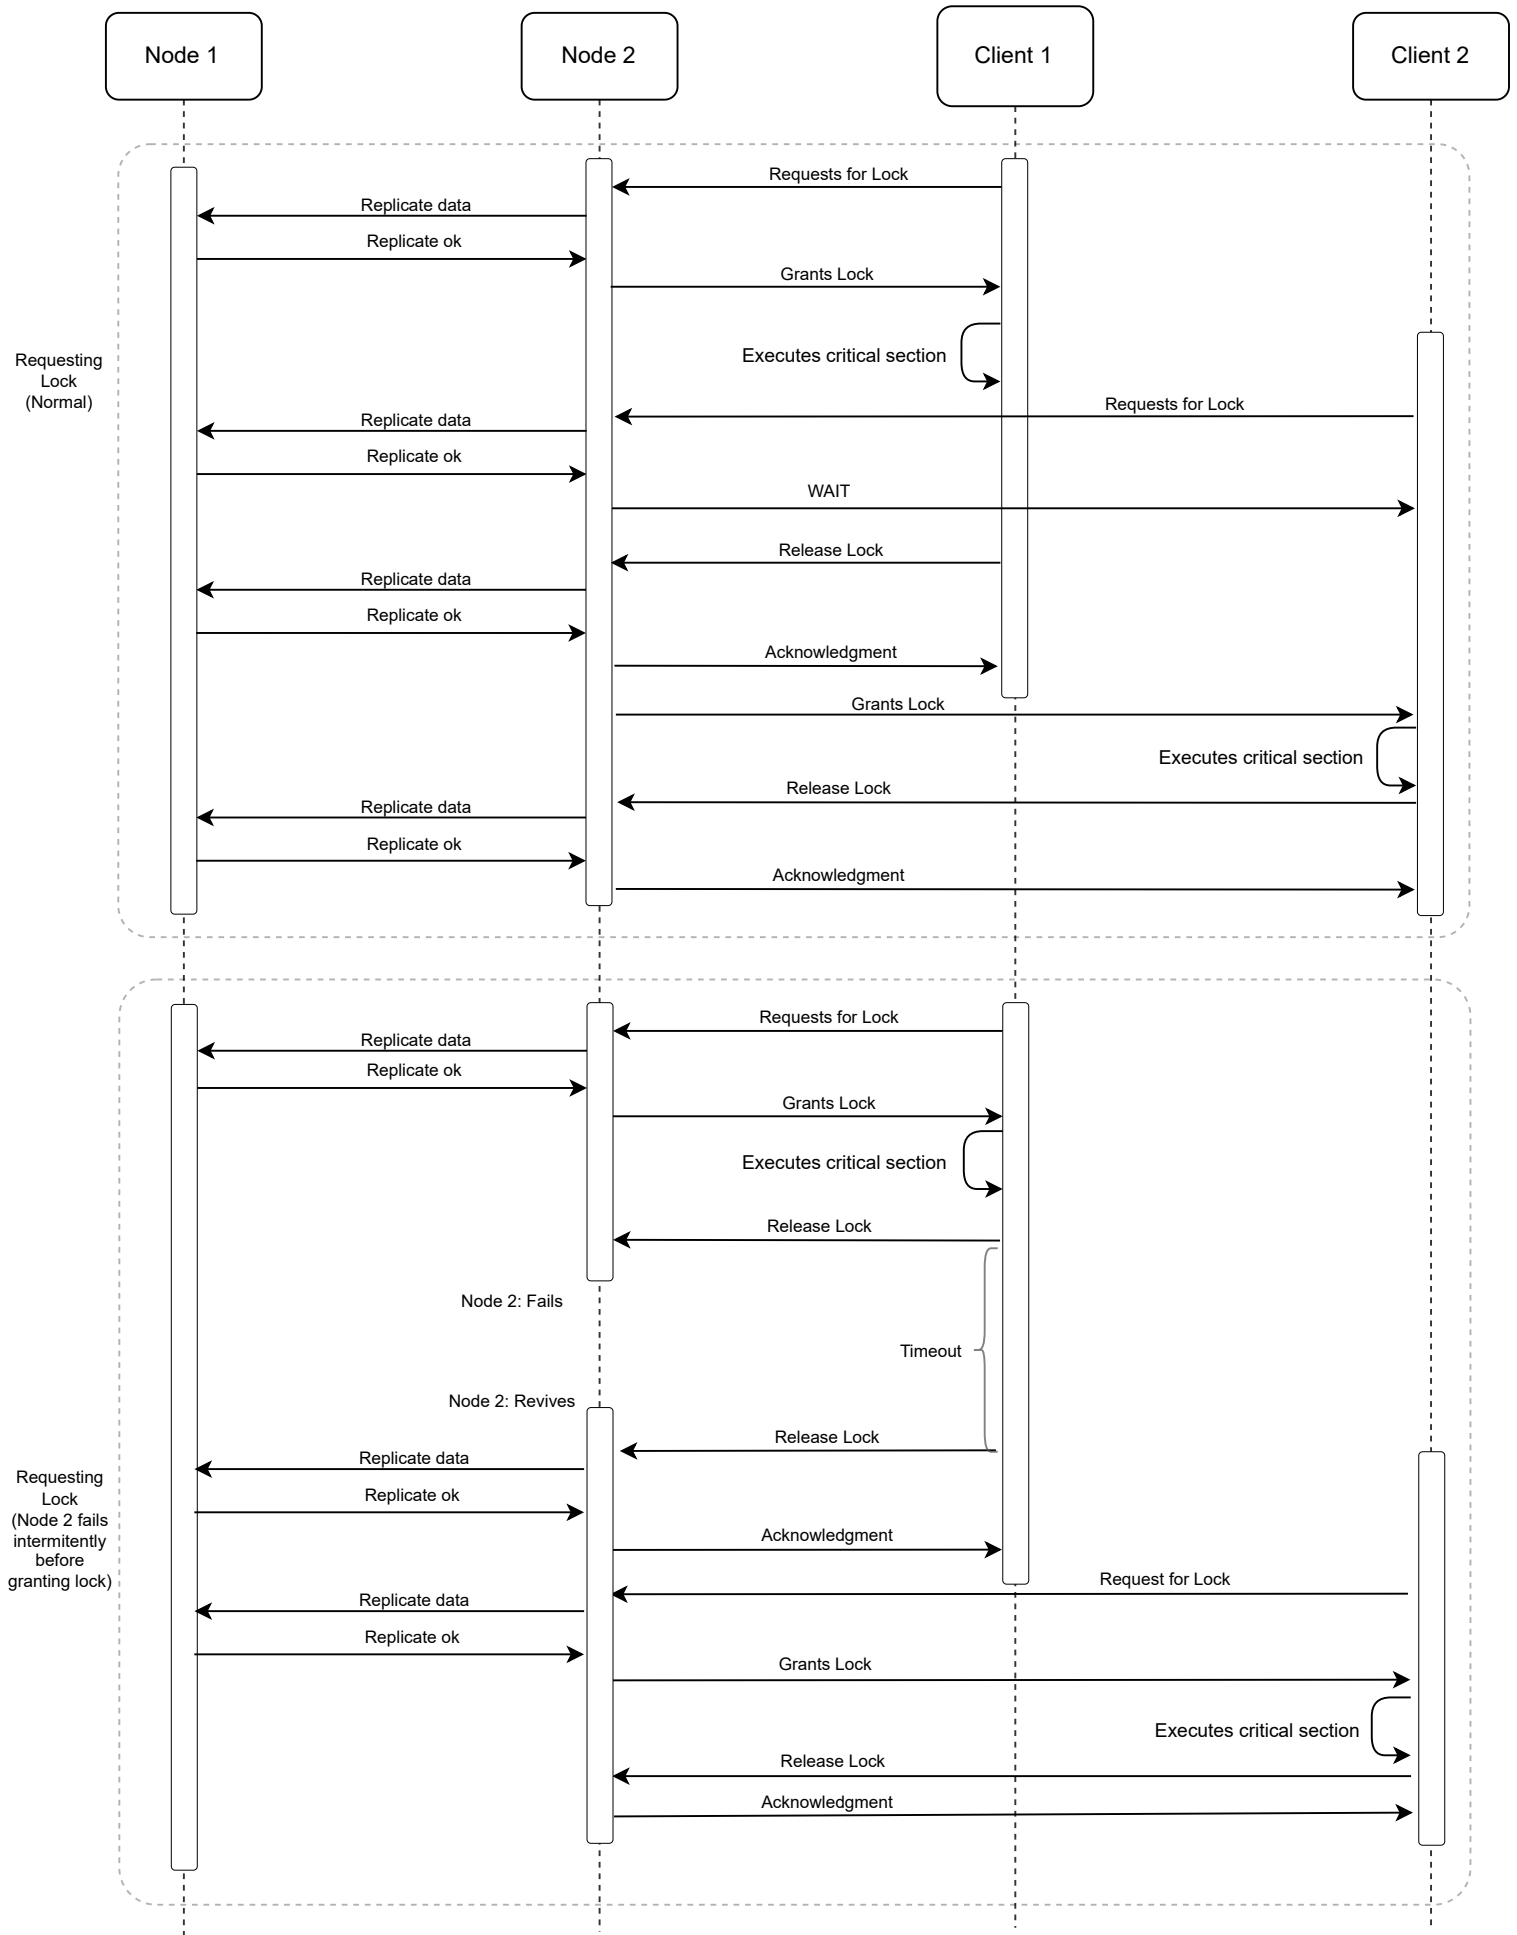 Node 1
Node 2
Client 1
Client 2
Requests for Lock
Replicate data
Replicate ok
Grants Lock
Executes critical section
Requesting
Lock
(Normal)
Requests for Lock
Replicate data
Replicate ok
WAIT
Release Lock
Replicate data
Replicate ok
Acknowledgment
Grants Lock
Executes critical section
Release Lock
Replicate data
Replicate ok
Acknowledgment
Requests for Lock
Replicate data
Replicate ok
Grants Lock
Executes critical section
Release Lock
Node 2: Fails
Timeout
Node 2: Revives
Release Lock
Replicate data
Requesting
Lock
(Node 2 fails
intermitently
before
granting lock)
Replicate ok
Acknowledgment
Request for Lock
Replicate data
Replicate ok
Grants Lock
Executes critical section
Release Lock
Acknowledgment